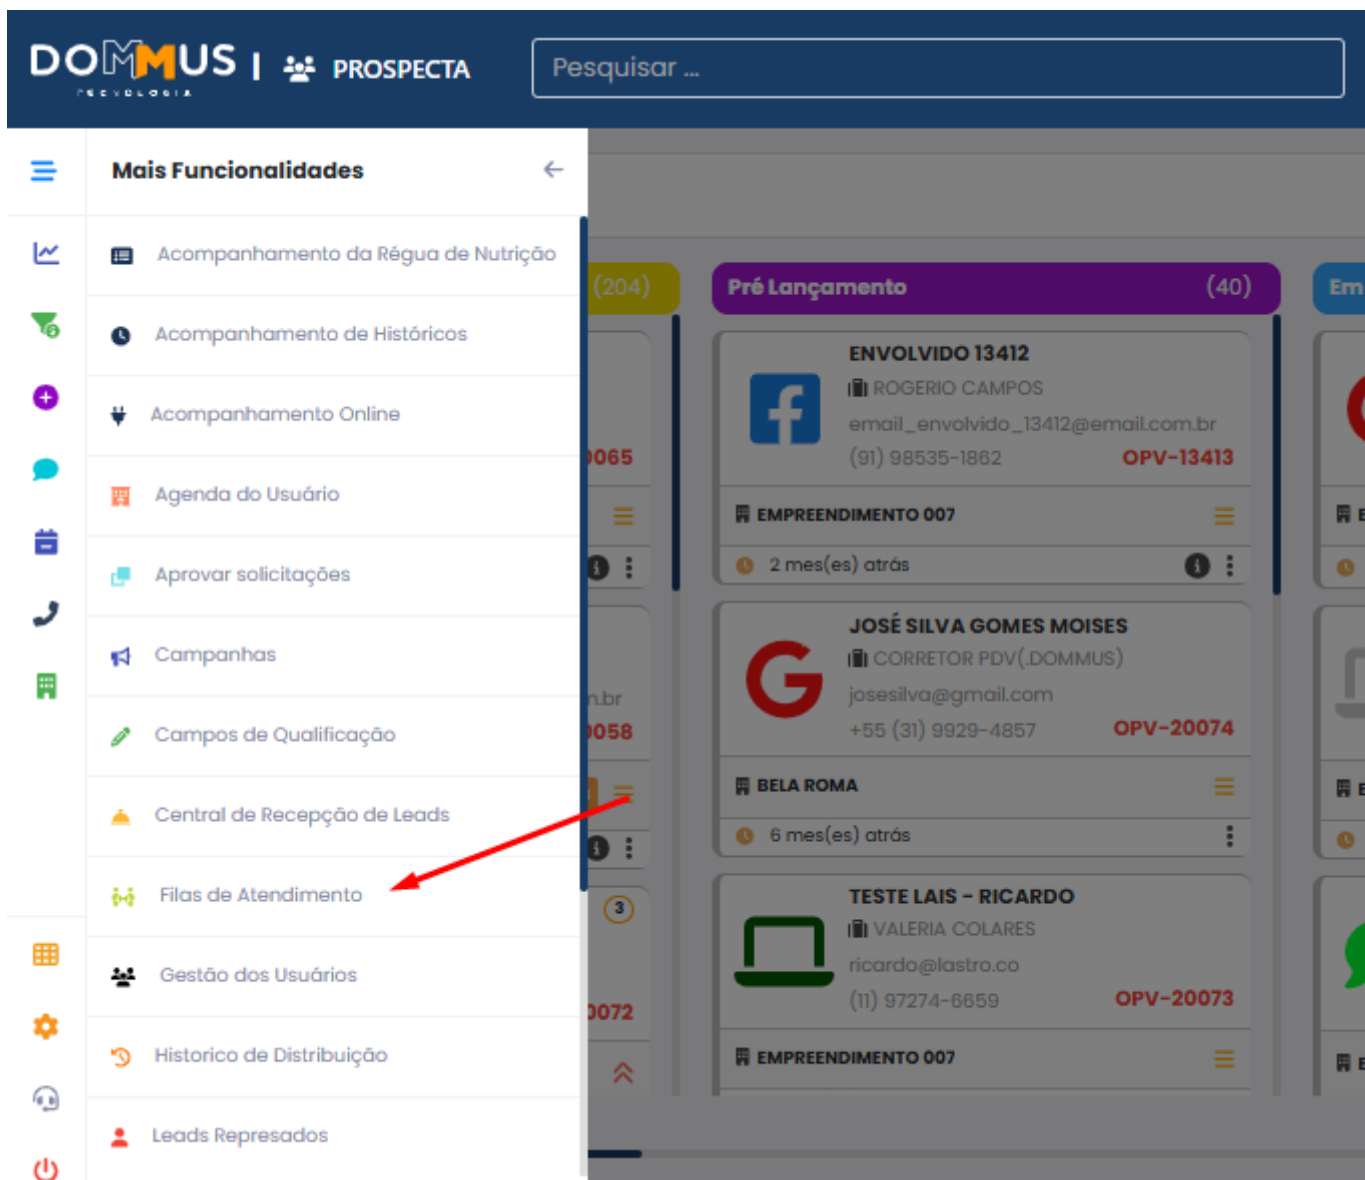 DOMMUS | PROSPECTA
TECNOLOGIA
Pesquisar ...
Mais Funcionalidades
Acompanhamento da Régua de Nutrição
Acompanhamento de Históricos
Acompanhamento Online
Agenda do Usuário
Aprovar solicitações
Campanhas
Campos de Qualificação
Central de Recepção de Leads
Filas de Atendimento
Gestão dos Usuários
Historico de Distribuição
Leads Represados
(204)
0065
n.br
0058
3
0072
Pré Lançamento (40)
ENVOLVIDO 13412
ROGERIO CAMPOS
email_envolvido_13412@email.com.br
(91) 98535-1862 OPV-13413
EMPREENDIMENTO 007
2 mes(es) atrás
JOSÉ SILVA GOMES MOISES
CORRETOR PDV(.DOMMUS)
josesilva@gmail.com
+55 (31) 9929-4857 OPV-20074
BELA ROMA
6 mes(es) atrás
TESTE LAIS - RICARDO
VALERIA COLARES
ricardo@lastro.co
(11) 97274-6659 OPV-20073
EMPREENDIMENTO 007
Em
E
E
E